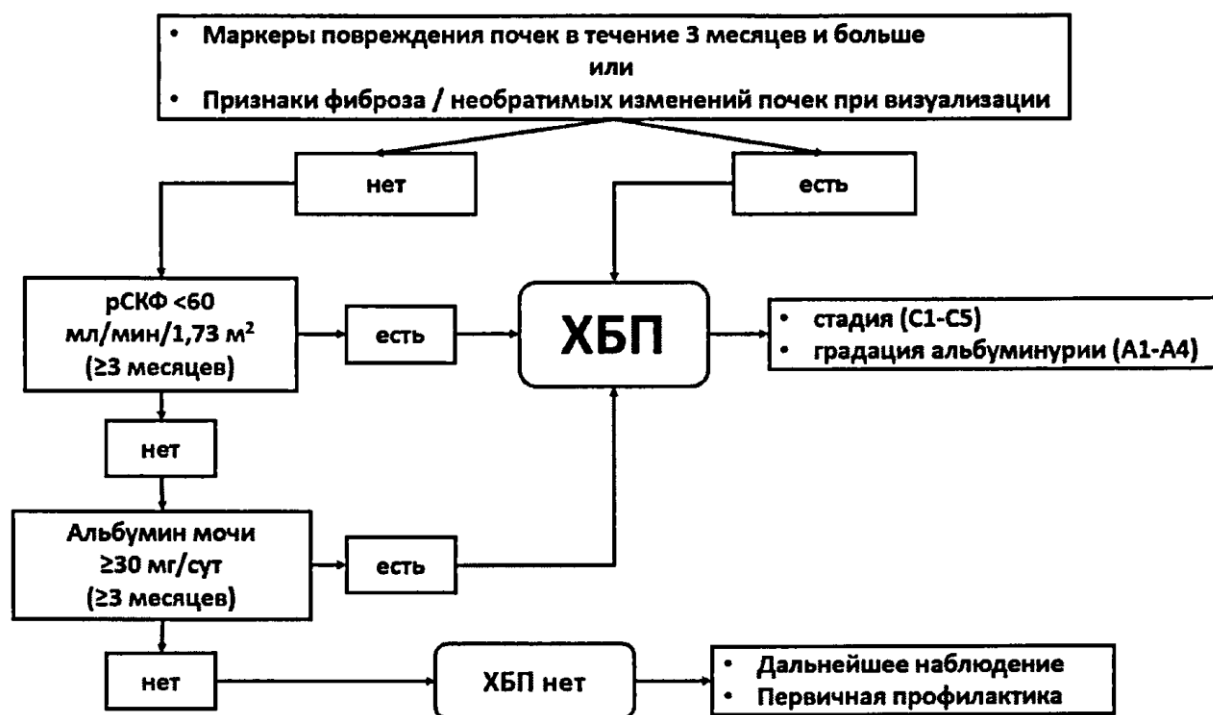 • Маркеры повреждения почек в течение 3 месяцев и больше
или
• Признаки фиброза / необратимых изменений почек при визуализации
нет
есть
рСКФ <60
мл/мин/1,73 м²
(≥3 месяцев)
есть
ХБП
• стадия (С1-С5)
• градация альбуминурии (А1-А4)
нет
Альбумин мочи
≥30 мг/сут
(≥3 месяцев)
есть
нет
ХБП нет
• Дальнейшее наблюдение
• Первичная профилактика